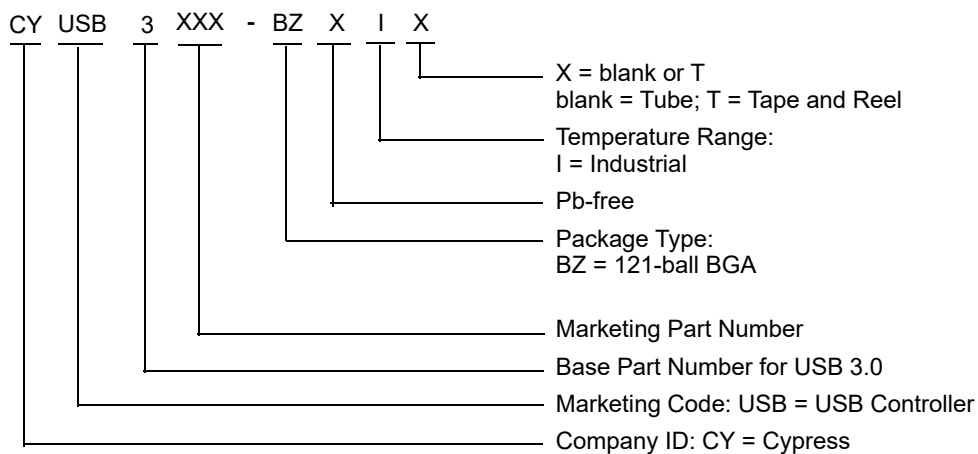 CY USB 3 XXX - BZ X I X
X = blank or T
blank = Tube; T = Tape and Reel
Temperature Range:
I = Industrial
Pb-free
Package Type:
BZ = 121-ball BGA
Marketing Part Number
Base Part Number for USB 3.0
Marketing Code: USB = USB Controller
Company ID: CY = Cypress